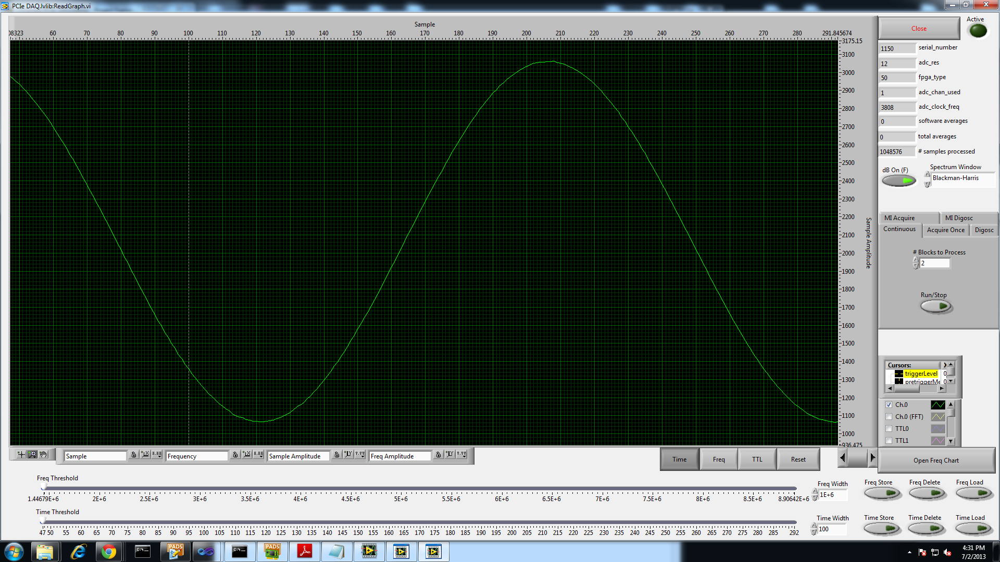 PCIe DAQ.lvlib:ReadGraph.vi
Sample
08323 60 70 80 90 100 110 120 130 140 150 160 170 180 190 200 210 220 230 240 250 260 270 280 291.845674
3175.15
3100
3000
2900
2800
2700
2600
2500
2400
2300
2200
2100
2000
1900
1800
1700
1600
1500
1400
1300
1200
1100
1000
936.475
Sample Amplitude
Close
Active
1150 serial_number
12 adc_res
50 fpga_type
1 adc_chan_used
3808 adc_clock_freq
0 software averages
0 total averages
1048576 # samples processed
dB On (F)
Spectrum Window
Blackman-Harris
MI Acquire MI Digosc
Continuous Acquire Once Digosc
# Blocks to Process
2
Run/Stop
Cursors: X
triggerLevel 0
pretriggerMe 0
Ch.0
Ch.0 (FFT)
TTL0
TTL1
Sample Frequency Sample Amplitude Freq Amplitude
Time Freq TTL Reset
Open Freq Chart
Freq Threshold
1.44679E+6 2E+6 2.5E+6 3E+6 3.5E+6 4E+6 4.5E+6 5E+6 5.5E+6 6E+6 6.5E+6 7E+6 7.5E+6 8E+6 8.5E+6 8.90642E+6
Freq Width
1E+6
Freq Store Freq Delete Freq Load
Time Threshold
47 50 55 60 65 70 75 80 85 90 95 100 105 110 115 120 125 130 135 140 145 150 155 160 165 170 175 180 185 190 195 200 205 210 215 220 225 230 235 240 245 250 255 260 265 270 275 280 285 292
Time Width
100
Time Store Time Delete Time Load
C:\_
PADS
C:\_
PADS
4:31 PM
7/2/2013